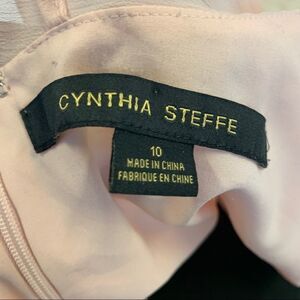 CYNTHIA STEFFE
10
MADE IN CHINA
FABRIQUE EN CHINE